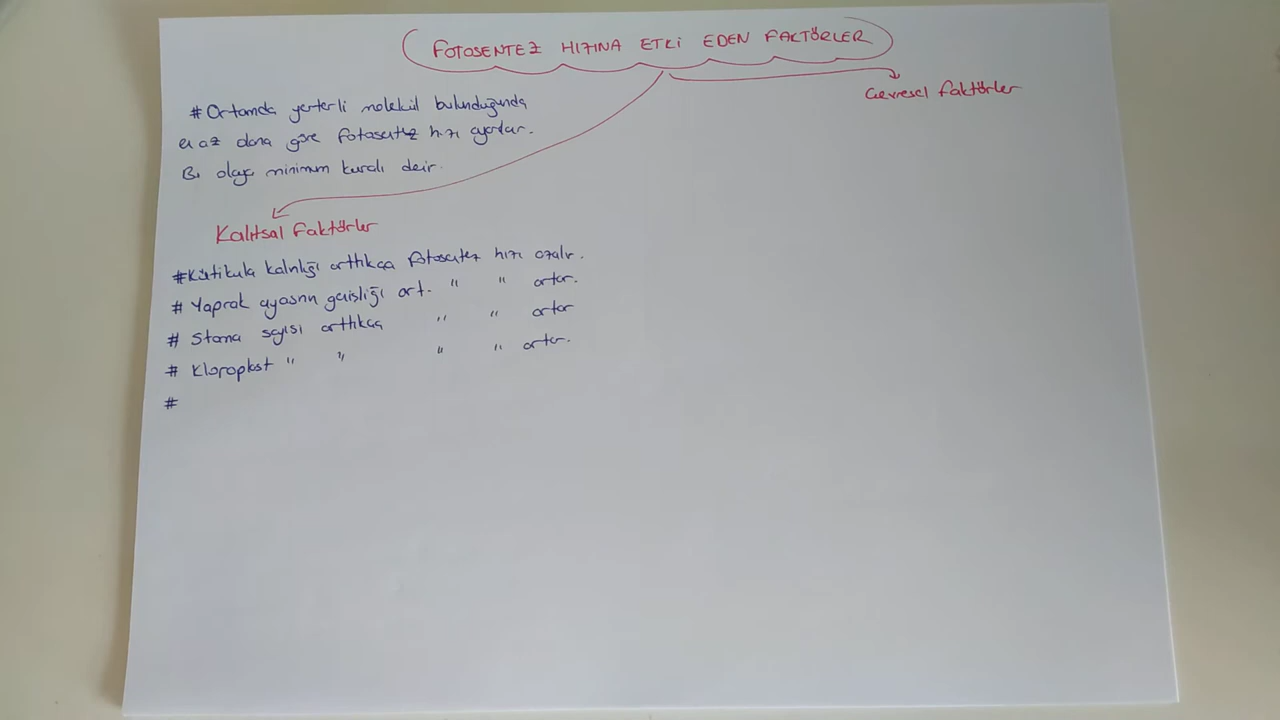 FOTOSENTEZ HIZINA ETKİ EDEN FAKTÖRLER
Çevresel Faktörler
# Ortamda yeterli molekül bulunduğunda
en az olana göre fotosentez hızı ayarlar.
Bu olaya minimum kuralı denir.
Kalıtsal Faktörler
# Kütikula kalınlığı arttıkça fotosentez hızı azalır.
# Yaprak ayasının genişliği art. " " artar.
# Stoma sayısı arttıkça " " artar
# Kloroplast " " " " artar.
#